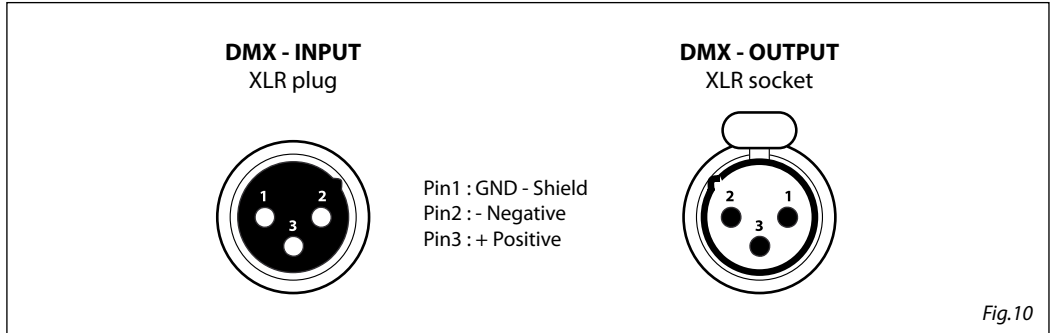 DMX - INPUT
XLR plug
DMX - OUTPUT
XLR socket
1 2
3
Pin1 : GND - Shield
Pin2 : - Negative
Pin3 : + Positive
2 1
3
Fig.10